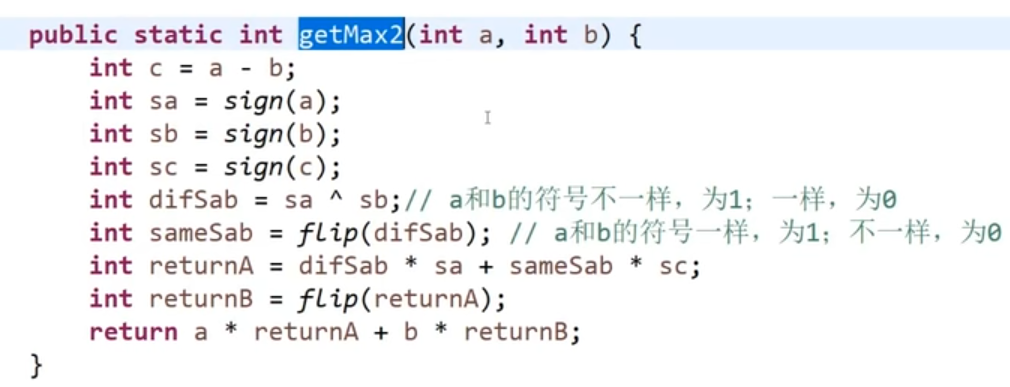 public static int getMax2(int a, int b) {
int c = a - b;
int sa = sign(a);
int sb = sign(b);
int sc = sign(c);
int difSab = sa ^ sb;// a和b的符号不一样，为1；一样，为0
int sameSab = flip(difSab); // a和b的符号一样，为1；不一样，为0
int returnA = difSab * sa + sameSab * sc;
int returnB = flip(returnA);
return a * returnA + b * returnB;
}